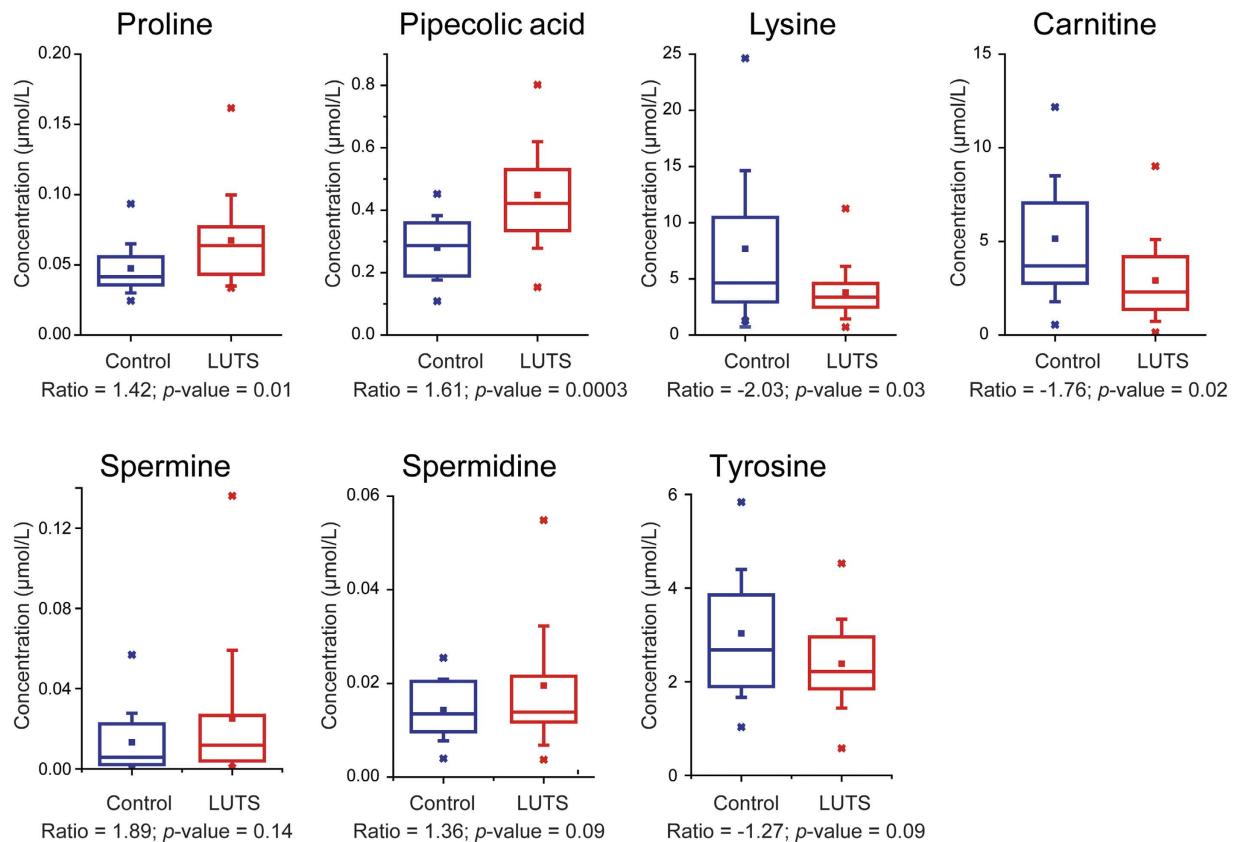 Proline
Pipecolic acid
Lysine
Carnitine
Concentration (µmol/L)
0.20
0.15
0.10
0.05
0.00
Control
LUTS
Ratio = 1.42; p-value = 0.01
Concentration (µmol/L)
0.8
0.6
0.4
0.2
0.0
Control
LUTS
Ratio = 1.61; p-value = 0.0003
Concentration (µmol/L)
25
20
15
10
5
0
Control
LUTS
Ratio = -2.03; p-value = 0.03
Concentration (µmol/L)
15
10
5
0
Control
LUTS
Ratio = -1.76; p-value = 0.02
Spermine
Spermidine
Tyrosine
Concentration (µmol/L)
0.12
0.08
0.04
0.00
Control
LUTS
Ratio = 1.89; p-value = 0.14
Concentration (µmol/L)
0.06
0.04
0.02
0.00
Control
LUTS
Ratio = 1.36; p-value = 0.09
Concentration (µmol/L)
6
4
2
0
Control
LUTS
Ratio = -1.27; p-value = 0.09